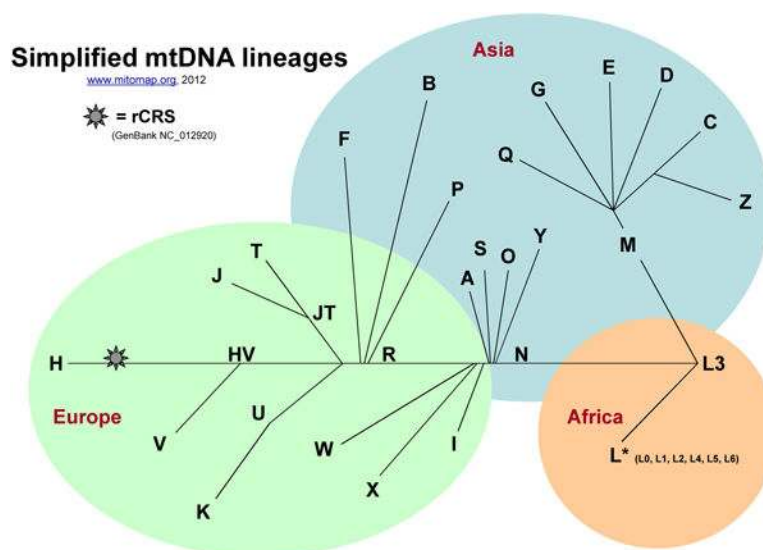 Simplified mtDNA lineages
www.mitomap.org, 2012
= rCRS
(GenBank NC_012920)
Asia
B
G
E
D
C
F
Q
P
Z
T
S
O
Y
M
J
A
JT
H
HV
R
N
L3
Europe
V
U
W
I
Africa
L* (L0, L1, L2, L4, L5, L6)
X
K